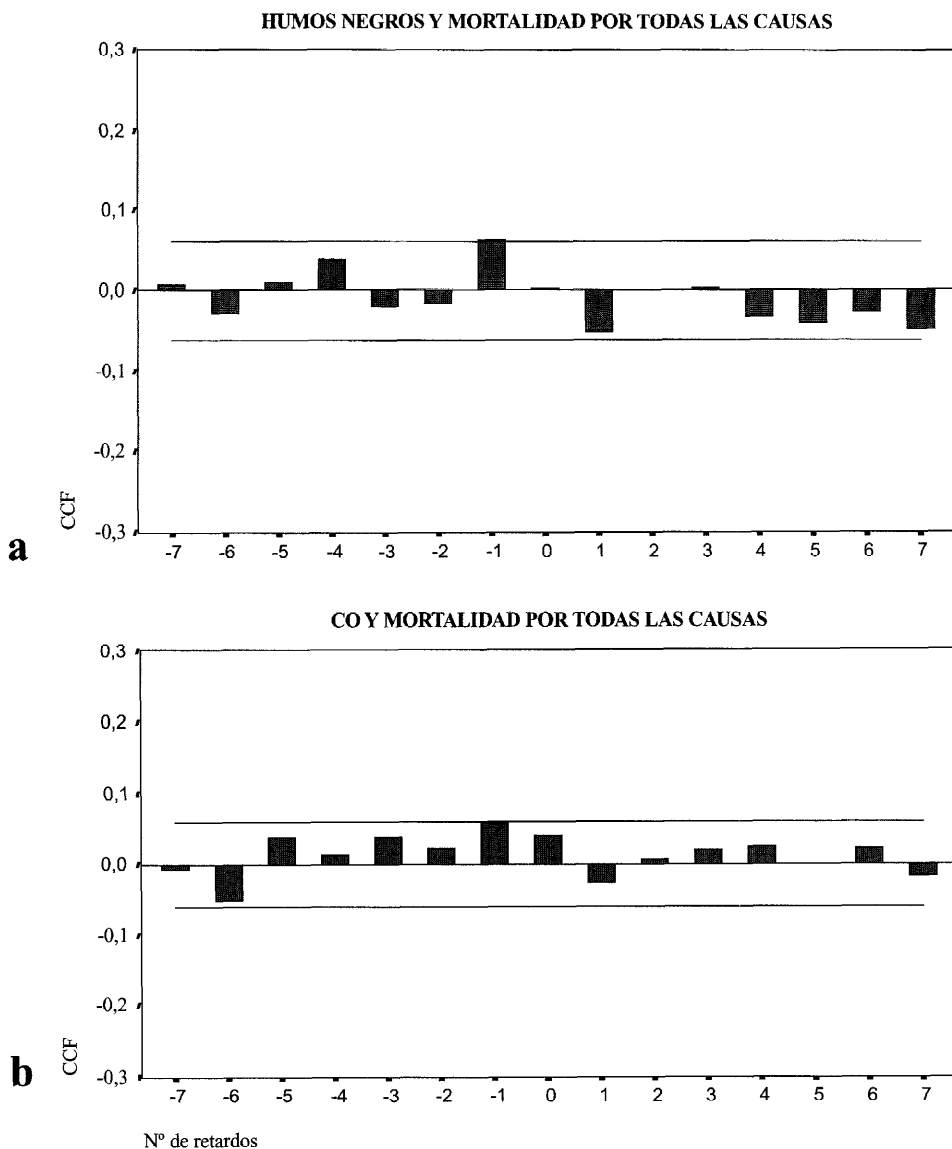 HUMOS NEGROS Y MORTALIDAD POR TODAS LAS CAUSAS
0,3
0,2
0,1
0,0
-0,1
-0,2
-0,3
CCF
a
-7 -6 -5 -4 -3 -2 -1 0 1 2 3 4 5 6 7
CO Y MORTALIDAD POR TODAS LAS CAUSAS
0,3
0,2
0,1
0,0
-0,1
-0,2
-0,3
CCF
b
-7 -6 -5 -4 -3 -2 -1 0 1 2 3 4 5 6 7
Nº de retardos